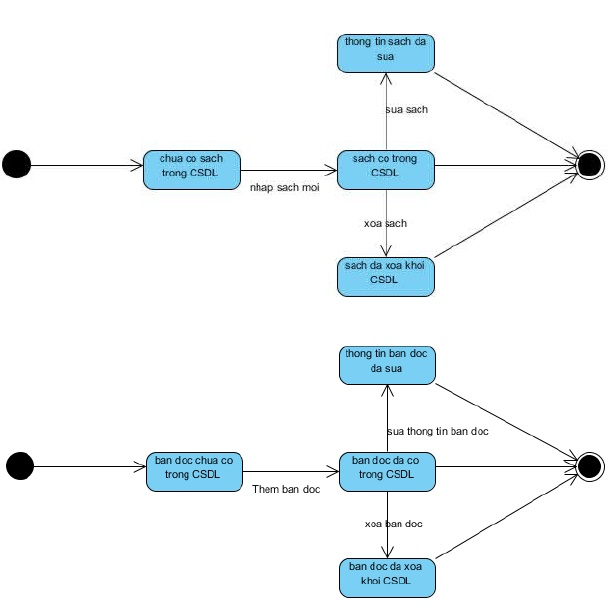 thong tin sach da
sua
sua sach
chua co sach
trong CSDL
nhap sach moi
sach co trong
CSDL
xoa sach
sach da xoa khoi
CSDL
thong tin ban doc
da sua
sua thong tin ban doc
ban doc chua co
trong CSDL
Them ban doc
ban doc da co
trong CSDL
xoa ban doc
ban doc da xoa
khoi CSDL